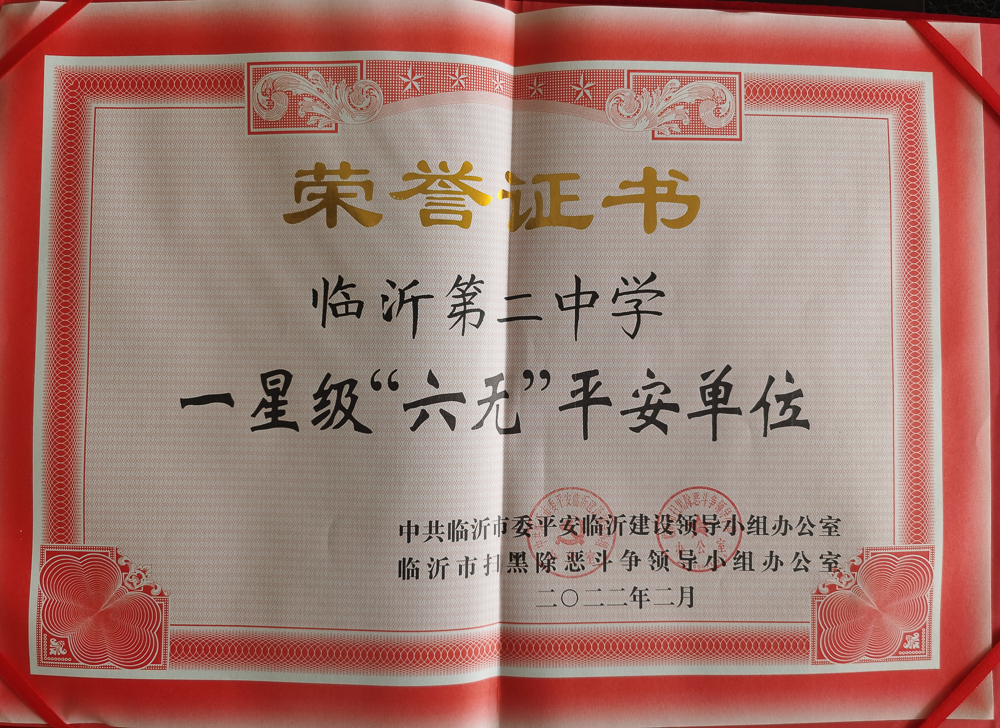 荣誉证书
临沂第二中学
一星级“六无”平安单位
中共临沂市委平安临沂建设领导小组办公室
临沂市扫黑除恶斗争领导小组办公室
二〇二二年二月